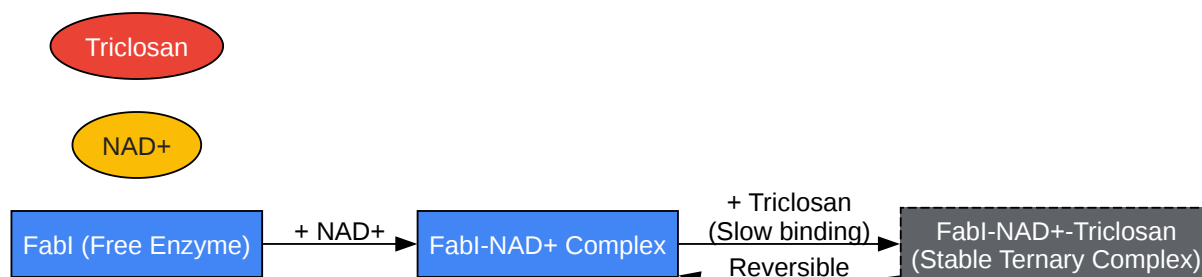 Triclosan
NAD+
FabI (Free Enzyme)
+ NAD+
FabI-NAD+ Complex
+ Triclosan
(Slow binding)
FabI-NAD+-Triclosan
(Stable Ternary Complex)
Reversible